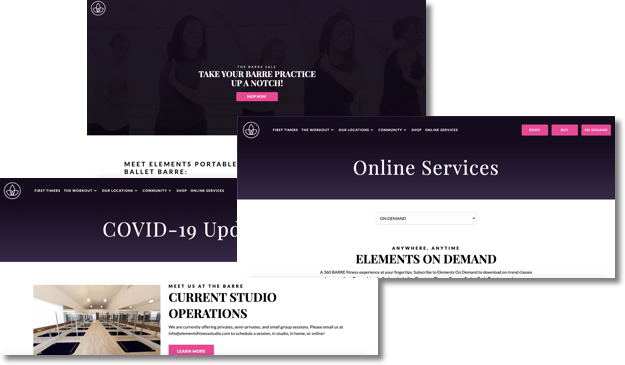 THE BARRE SALE
TAKE YOUR BARRE PRACTICE
UP A NOTCH!
SHOP NOW!
MEET ELEMENTS PORTABLE
BALLET BARRE:
FIRST TIMERS THE WORKOUT OUR LOCATIONS COMMUNITY SHOP ONLINE SERVICES
BOOK BUY ON DEMAND
Online Services
ON DEMAND
ANYWHERE, ANYTIME
ELEMENTS ON DEMAND
A 360 BARRE fitness experience at your fingertips. Subscribe to Elements On Demand to download on-trend classes
FIRST TIMERS THE WORKOUT OUR LOCATIONS COMMUNITY SHOP ONLINE SERVICES
COVID-19 Upd
MEET US AT THE BARRE
CURRENT STUDIO
OPERATIONS
We are currently offering privates, semi-privates, and small group sessions. Please email us at
info@elementsfitnessstudio.com to schedule a session, in studio, in home, or online!
LEARN MORE